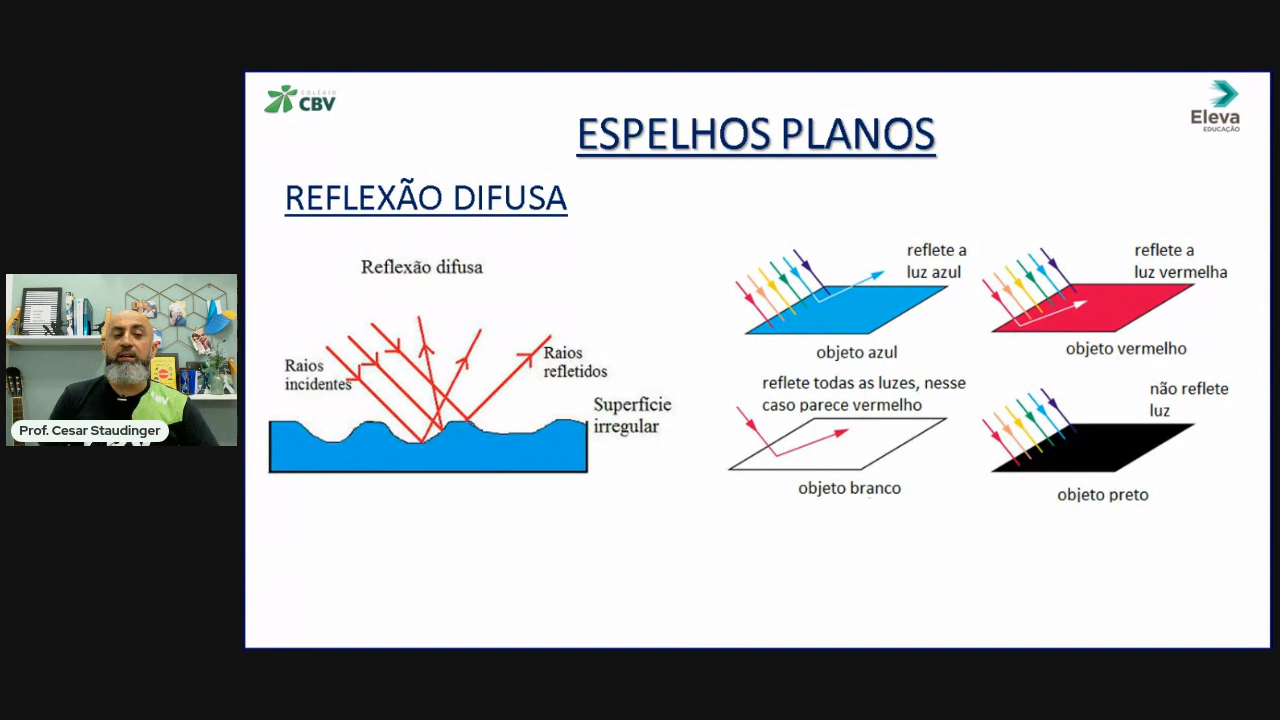 COLÉGIO
CBV
Eleva
EDUCAÇÃO
ESPELHOS PLANOS
REFLEXÃO DIFUSA
Reflexão difusa
Raios
incidentes
Raios
refletidos
Superfície
irregular
reflete a
luz azul
objeto azul
reflete a
luz vermelha
objeto vermelho
reflete todas as luzes, nesse
caso parece vermelho
objeto branco
não reflete
luz
objeto preto
Prof. Cesar Staudinger